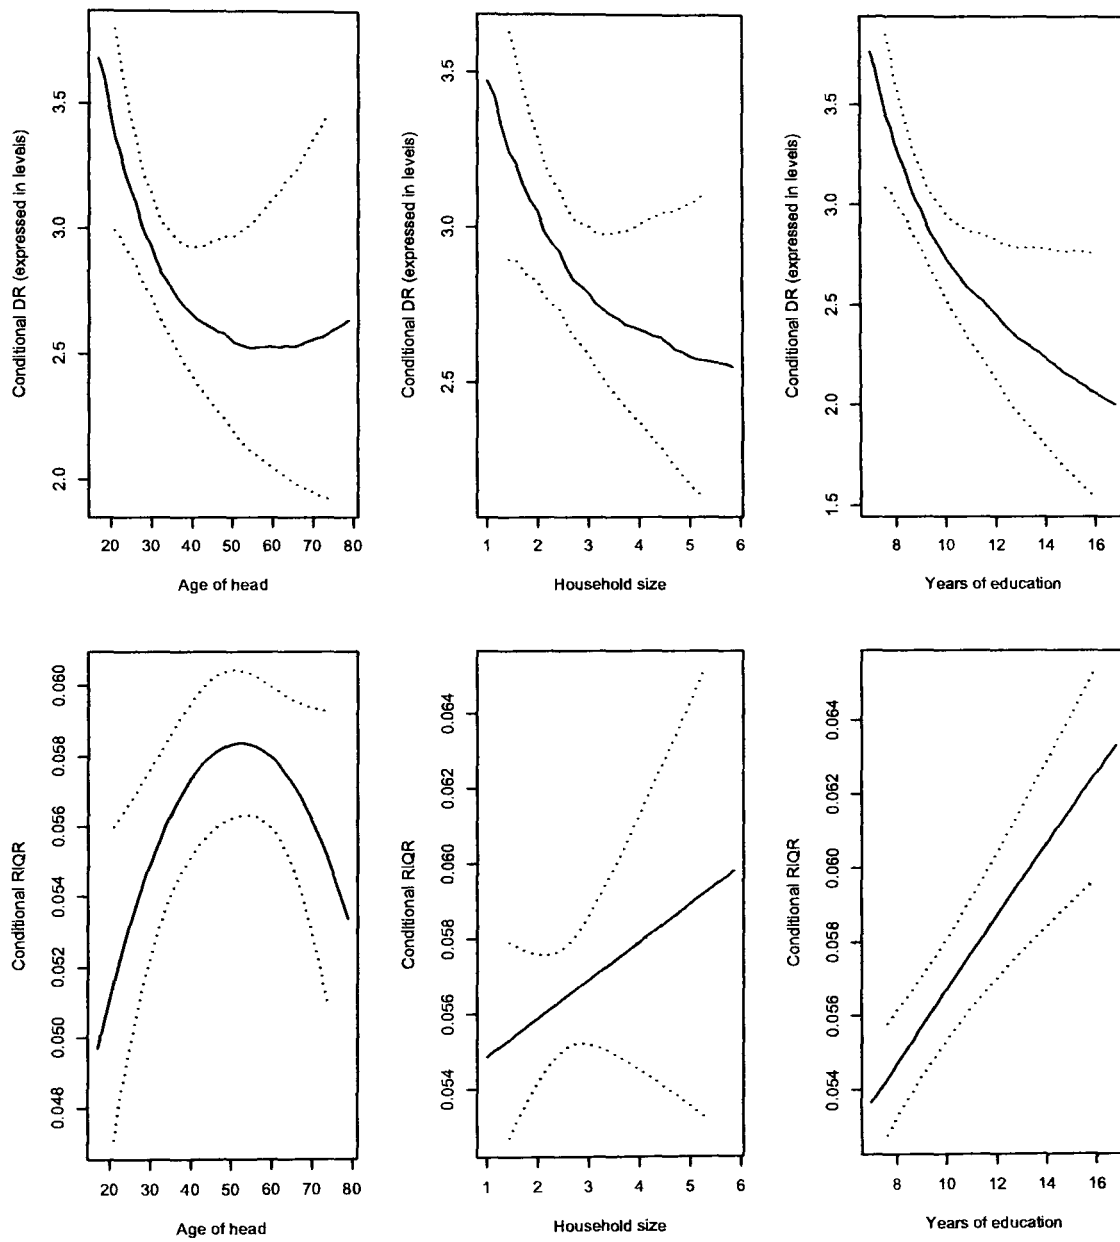 Conditional DR (expressed in levels)
3.5
3.0
2.5
2.0
20 30 40 50 60 70 80
Age of head
Conditional DR (expressed in levels)
3.5
3.0
2.5
1 2 3 4 5 6
Household size
Conditional DR (expressed in levels)
3.5
3.0
2.5
2.0
1.5
8 10 12 14 16
Years of education
Conditional RIQR
0.060
0.058
0.056
0.054
0.052
0.050
0.048
20 30 40 50 60 70 80
Age of head
Conditional RIQR
0.064
0.062
0.060
0.058
0.056
0.054
1 2 3 4 5 6
Household size
Conditional RIQR
0.064
0.062
0.060
0.058
0.056
0.054
8 10 12 14 16
Years of education